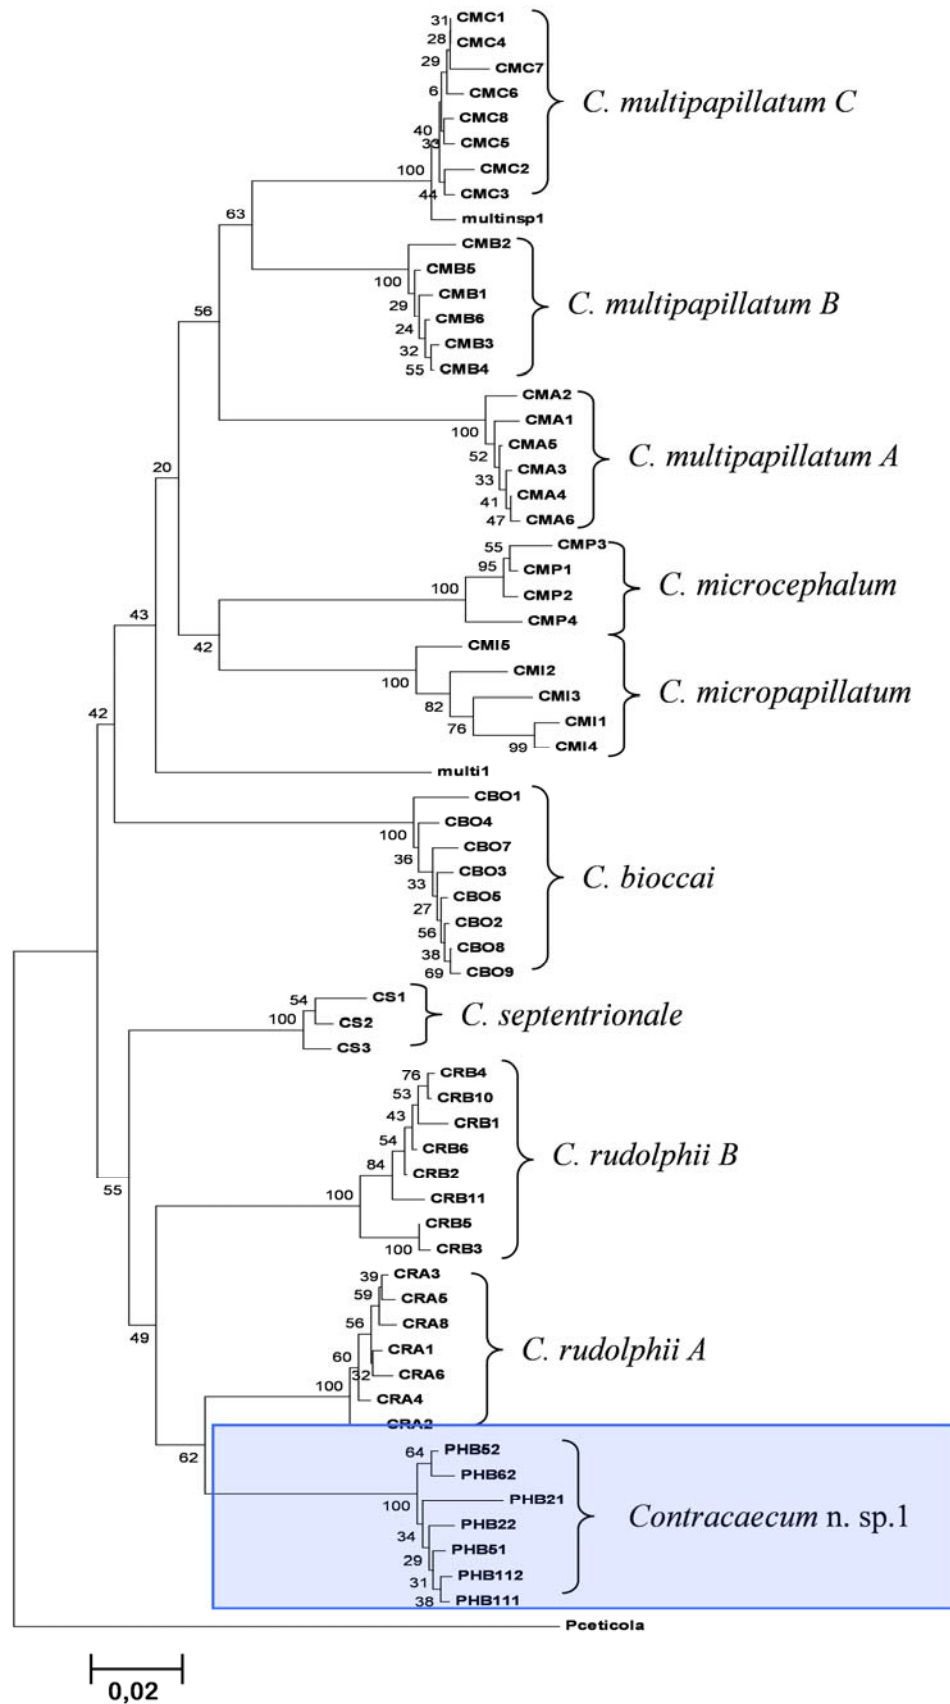 31 CMC1
28 CMC4
29 CMC7
6 CMC6
CMC8
40
33 CMC5
C. multipapillatum C
100 CMC2
44 CMC3
63 multinsp1
CMB2
100 CMB5
29 CMB1
24 CMB6
32 CMB3
55 CMB4
C. multipapillatum B
56
CMA2
100 CMA1
52 CMA5
33 CMA3
41 CMA4
47 CMA6
C. multipapillatum A
20
55 CMP3
95 CMP1
100 CMP2
CMP4
C. microcephalum
43
42 CMI5
100 CMI2
82 CMI3
76 CMI1
99 CMI4
C. micropapillatum
42
multi1
CBO1
100 CBO4
36 CBO7
33 CBO3
27 CBO5
56 CBO2
38 CBO8
69 CBO9
C. bioccai
54 CS1
100 CS2
CS3
C. septentrionale
76 CRB4
53 CRB10
43 CRB1
54 CRB6
84 CRB2
100 CRB11
CRB5
100 CRB3
C. rudolphii B
55
39 CRA3
59 CRA5
56 CRA8
60 CRA1
32 CRA6
100 CRA4
CRA2
C. rudolphii A
49
62
64 PHB52
PHB62
100 PHB21
34 PHB22
29 PHB51
31 PHB112
38 PHB111
Contracaecum n. sp.1
Pceticola
0,02